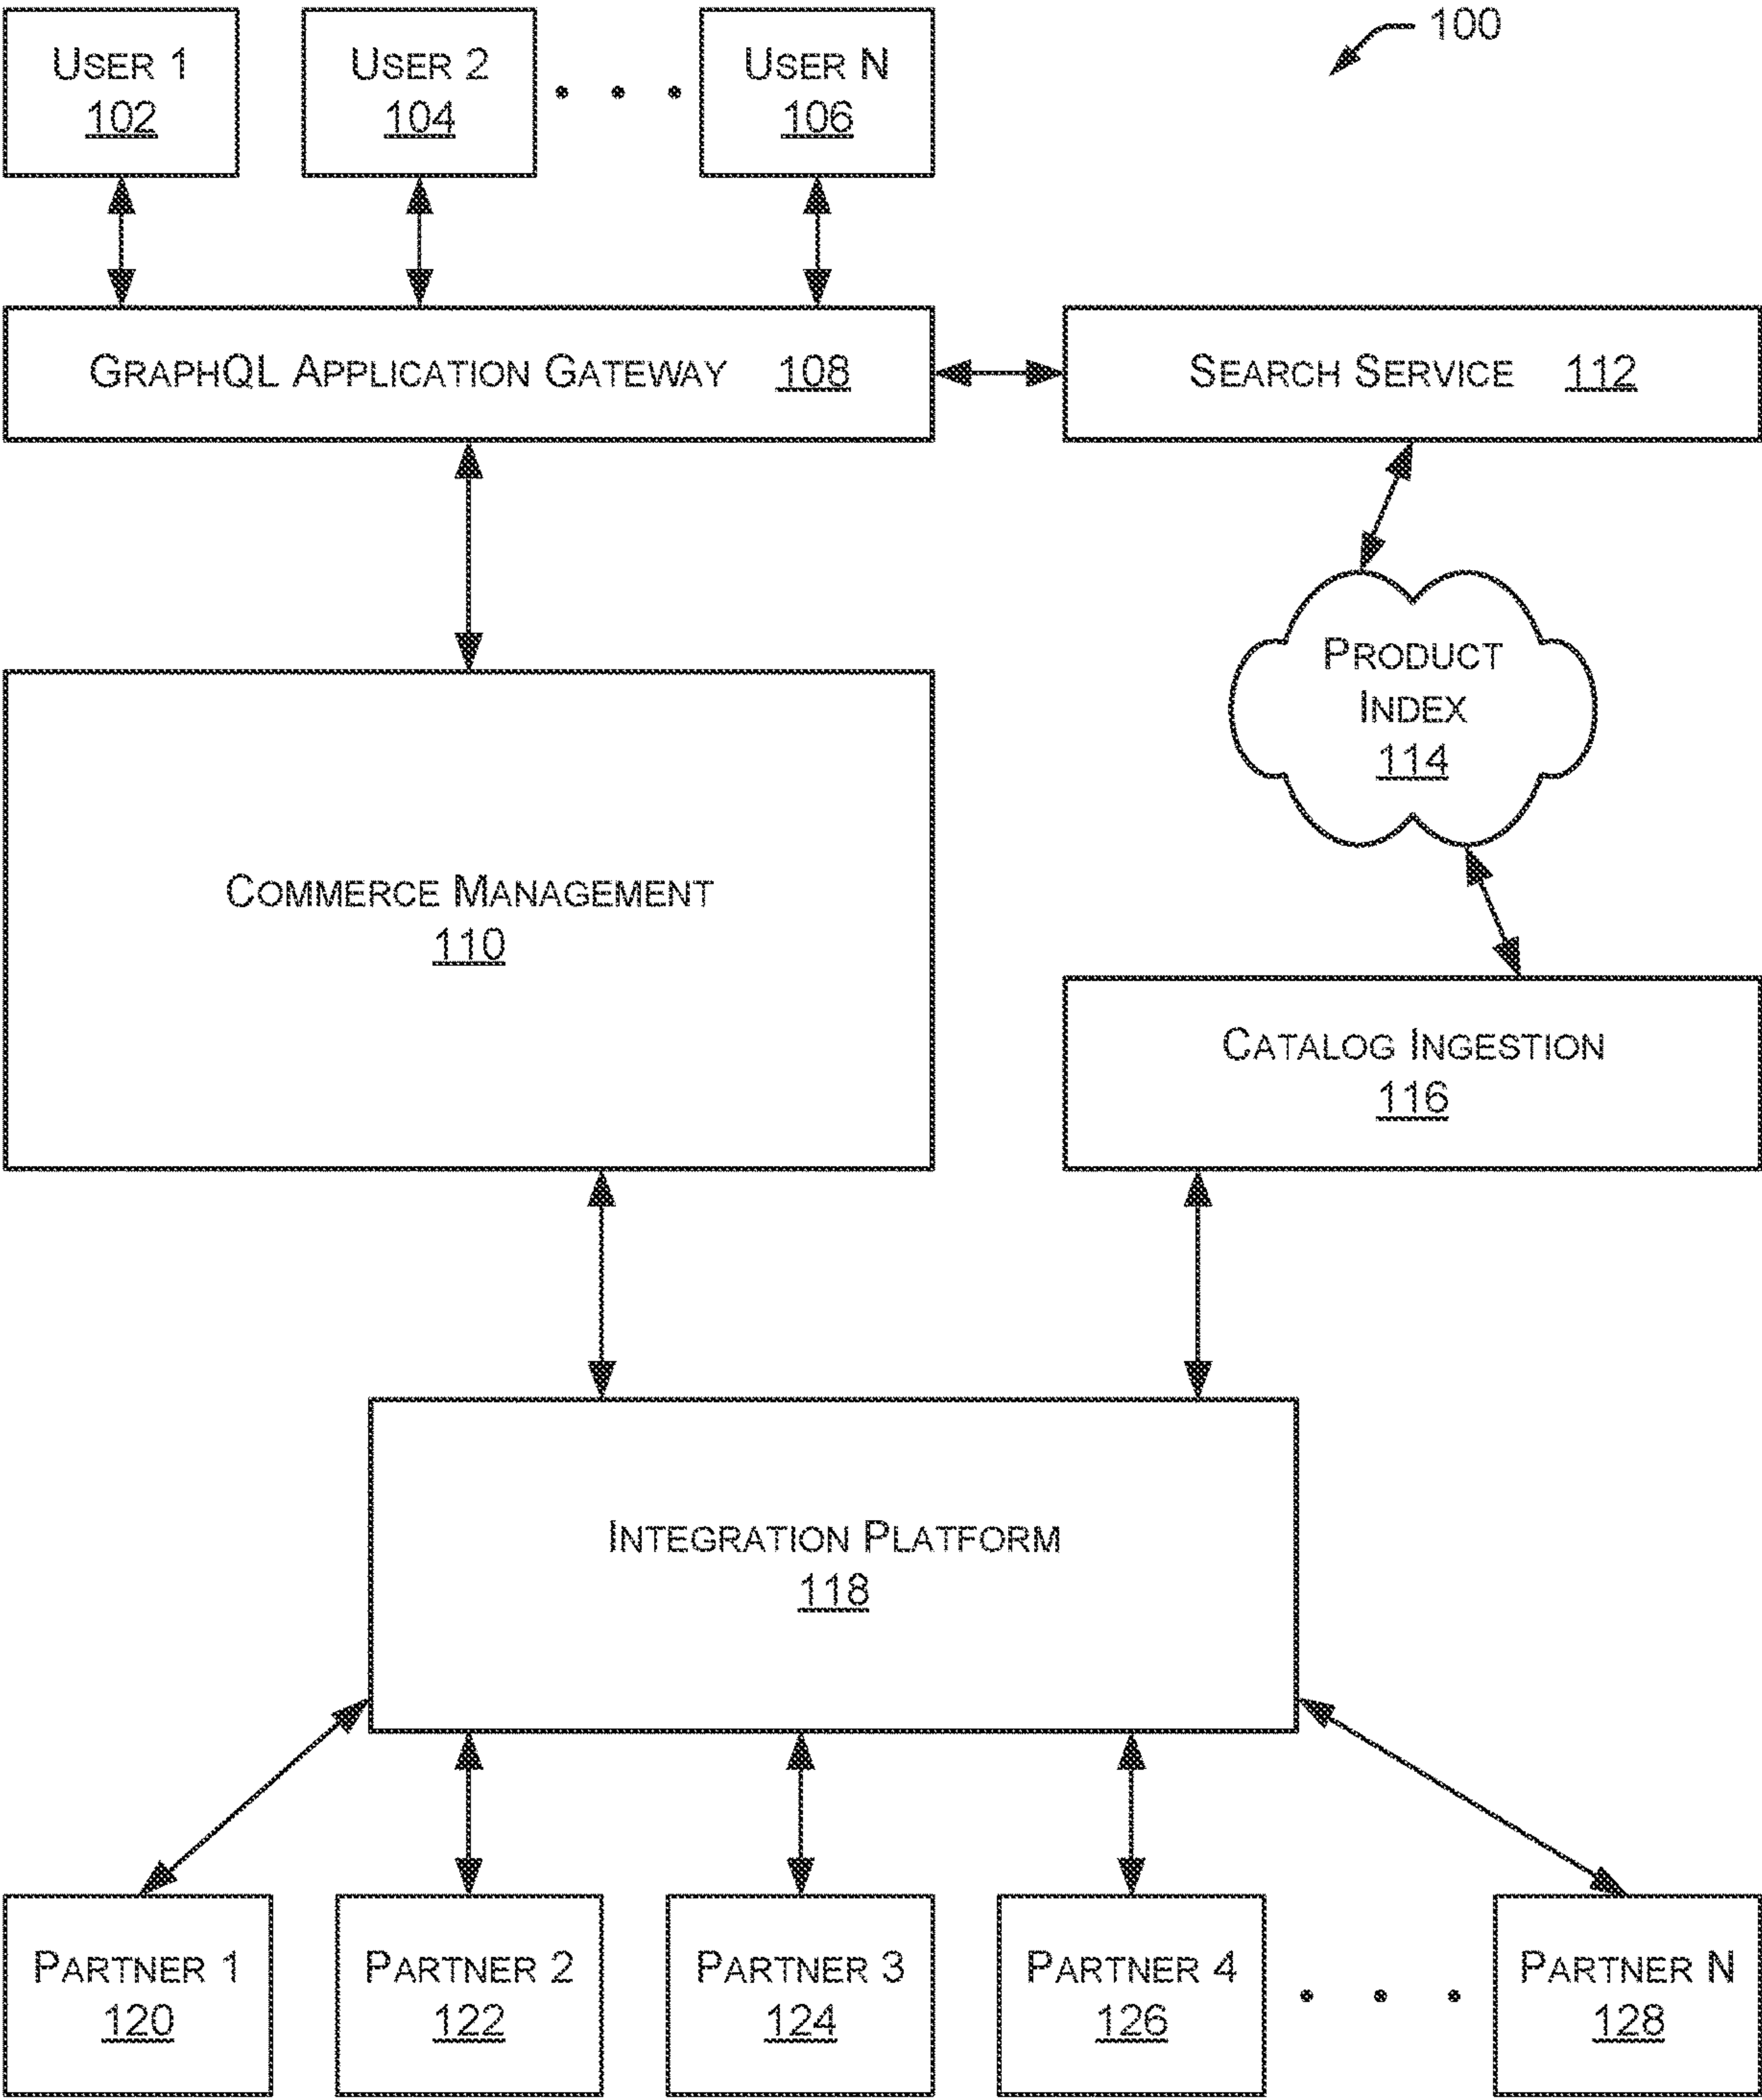 100
USER 1
102
USER 2
104
USER N
106
GRAPHQL APPLICATION GATEWAY 108
SEARCH SERVICE 112
PRODUCT
INDEX
114
COMMERCE MANAGEMENT
110
CATALOG INGESTION
116
INTEGRATION PLATFORM
118
PARTNER 1
120
PARTNER 2
122
PARTNER 3
124
PARTNER 4
126
PARTNER N
128